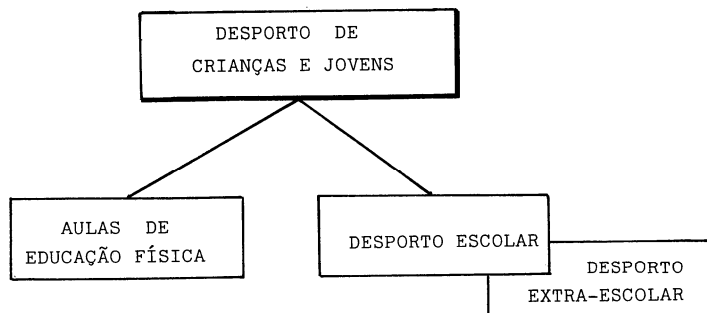 DESPORTO DE
CRIANÇAS E JOVENS
AULAS DE
EDUCAÇÃO FÍSICA
DESPORTO ESCOLAR
DESPORTO
EXTRA-ESCOLAR